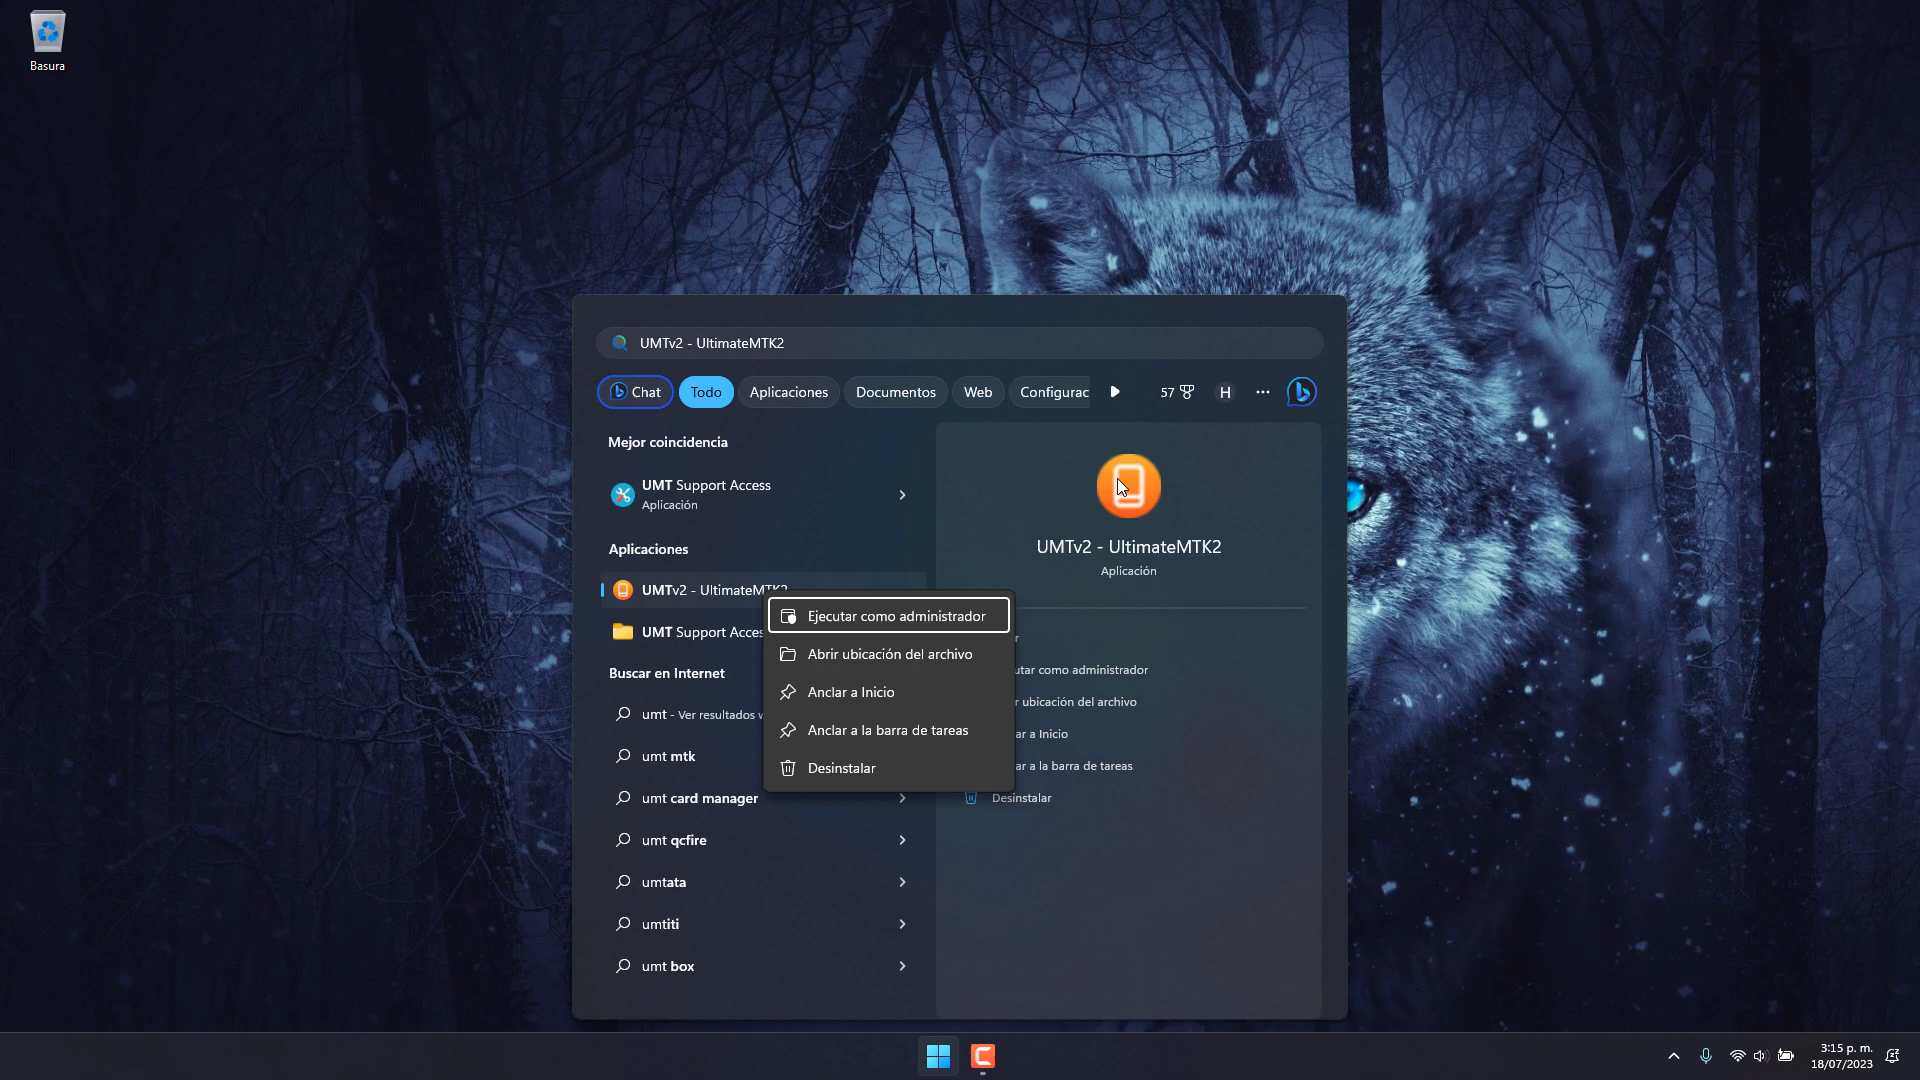 Basura
UMTv2 - UltimateMTK2
Chat
Todo
Aplicaciones
Documentos
Web
Configurac
57
H
Mejor coincidencia
UMT Support Access
Aplicación
Aplicaciones
UMTv2 - UltimateMTK2
UMT Support Acces
Buscar en Internet
umt - Ver resultados
umt mtk
umt card manager
umt qcfire
umtata
umtiti
umt box
Ejecutar como administrador
Abrir ubicación del archivo
Anclar a Inicio
Anclar a la barra de tareas
Desinstalar
UMTv2 - UltimateMTK2
Aplicación
r
utar como administrador
r ubicación del archivo
ar a Inicio
ar a la barra de tareas
Desinstalar
3:15 p. m.
18/07/2023